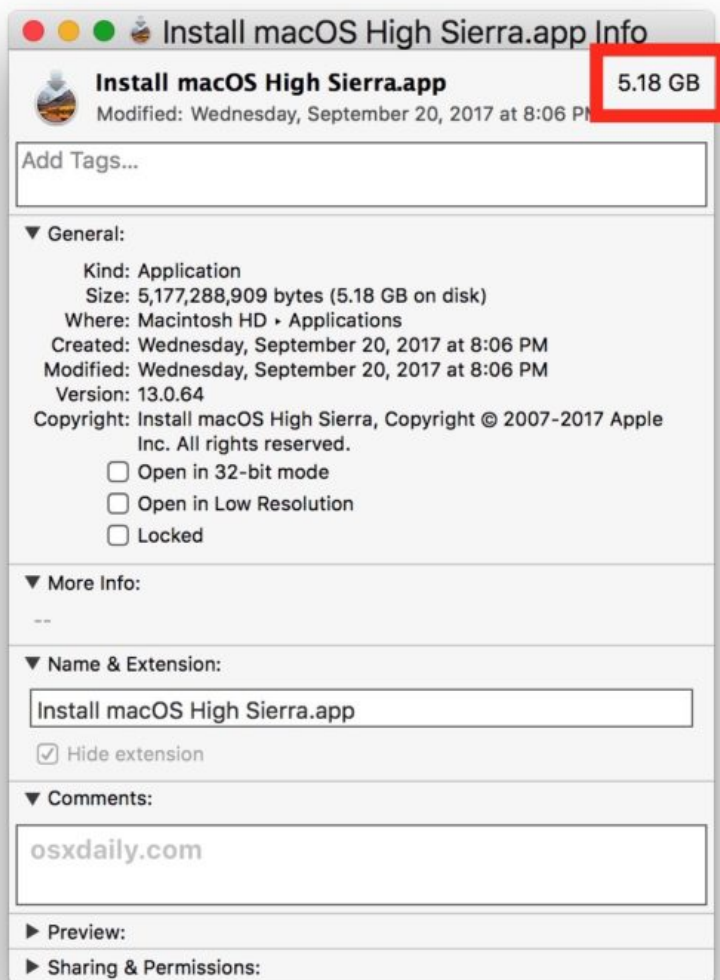 Install macOS High Sierra.app Info
Install macOS High Sierra.app 5.18 GB
Modified: Wednesday, September 20, 2017 at 8:06 PM
Add Tags...
▼ General:
Kind: Application
Size: 5,177,288,909 bytes (5.18 GB on disk)
Where: Macintosh HD ▸ Applications
Created: Wednesday, September 20, 2017 at 8:06 PM
Modified: Wednesday, September 20, 2017 at 8:06 PM
Version: 13.0.64
Copyright: Install macOS High Sierra, Copyright © 2007-2017 Apple
Inc. All rights reserved.
Open in 32-bit mode
Open in Low Resolution
Locked
▼ More Info:
--
▼ Name & Extension:
Install macOS High Sierra.app
Hide extension
▼ Comments:
osxdaily.com
▶ Preview:
▶ Sharing & Permissions: